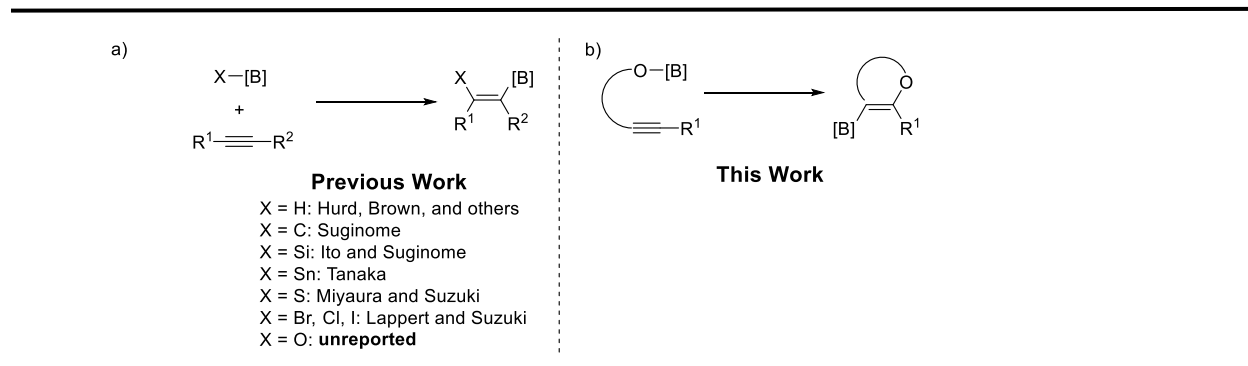 a)
X—[B]
+
R1 R2
X [B]
R1 R2
Previous Work
X = H: Hurd, Brown, and others
X = C: Suginome
X = Si: Ito and Suginome
X = Sn: Tanaka
X = S: Miyaura and Suzuki
X = Br, Cl, I: Lappert and Suzuki
X = O: unreported
b)
O—[B]
R1
O
[B] R1
This Work